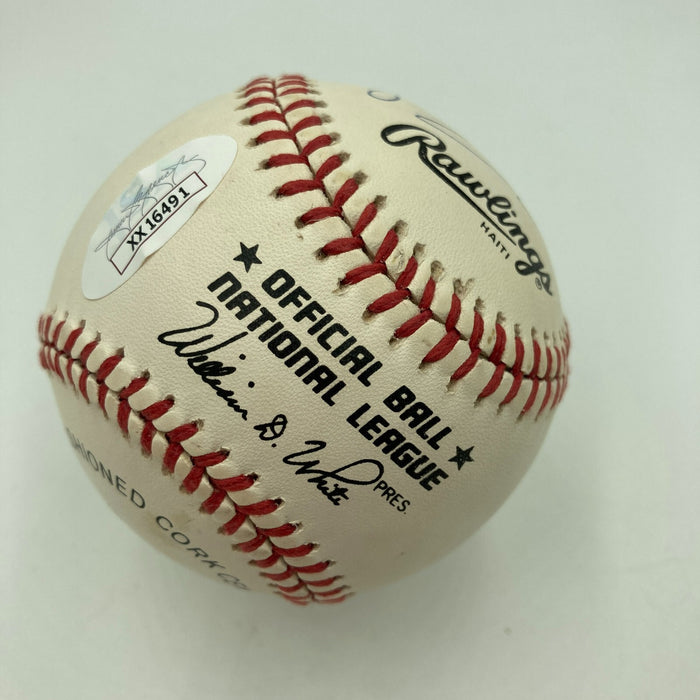 Rawlings®
HAITI
XX16491
★ OFFICIAL BALL
NATIONAL LEAGUE ★
William D. White PRES.
HIONED CORK